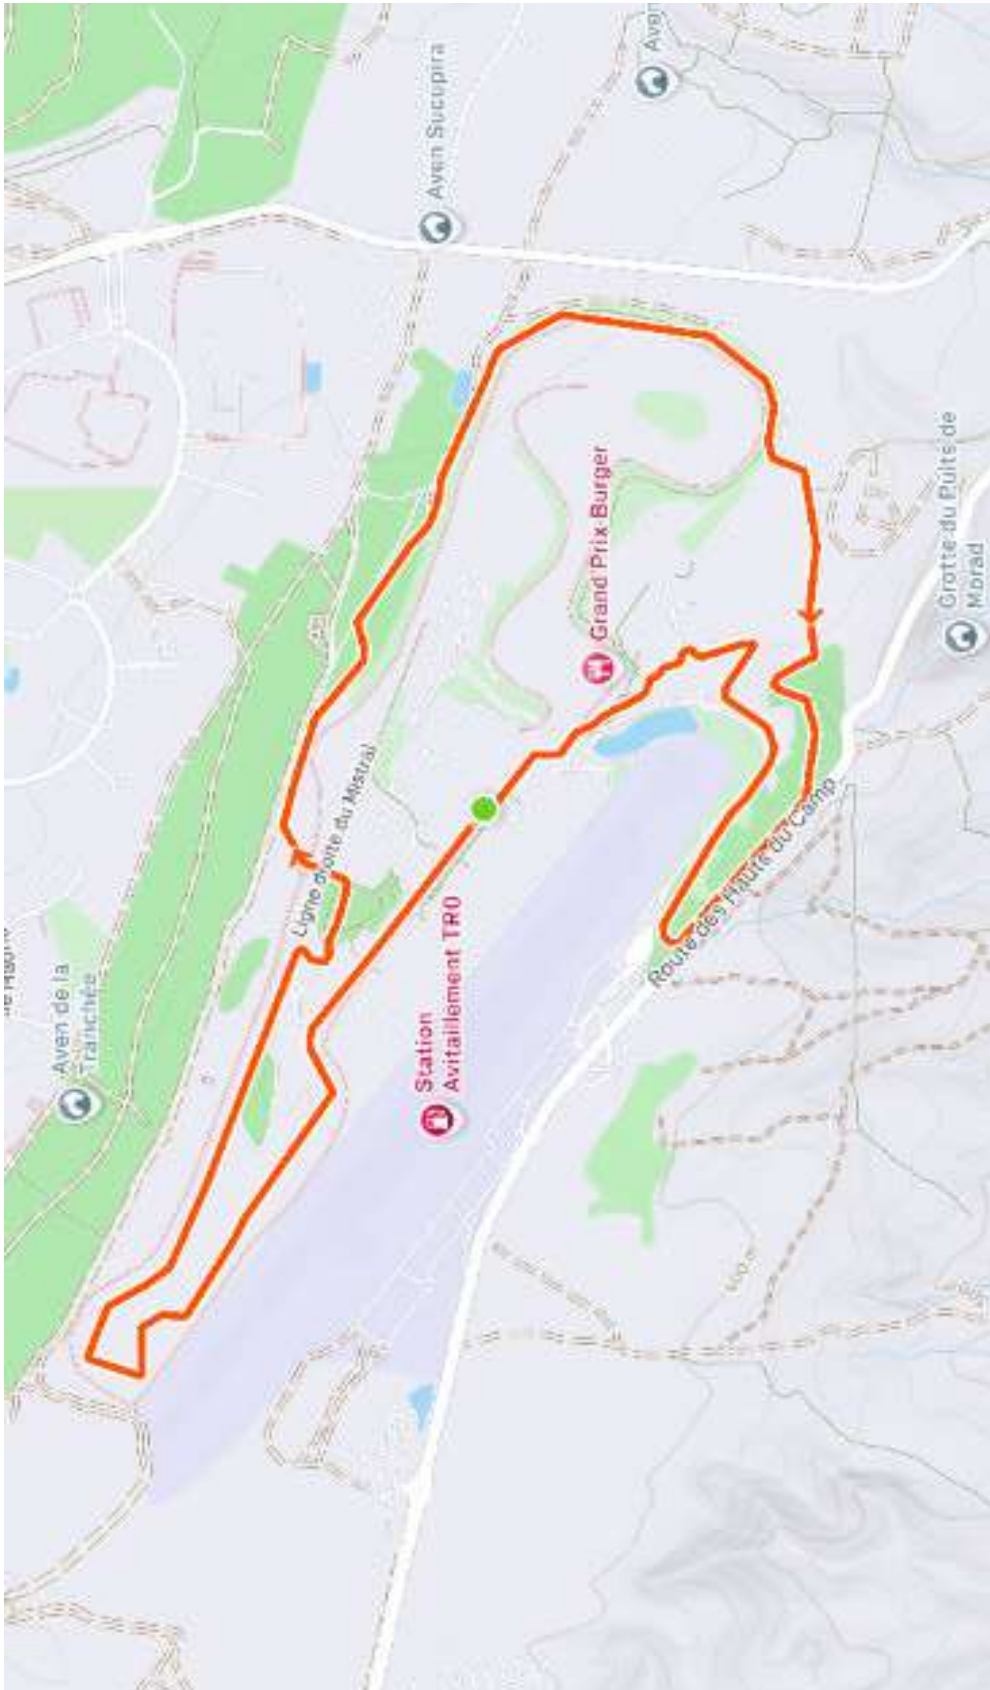 Aven Sucupira
Aven
Grand Prix Burger
Grotte du Puits de
Morad
Ligne droite du Mistral
Station
Avitaillement TRO
Route des Hauts du Camp
Aven de la
Tranchée